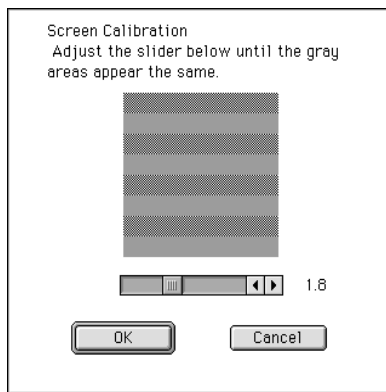 Screen Calibration
Adjust the slider below until the gray
areas appear the same.
1.8
OK
Cancel